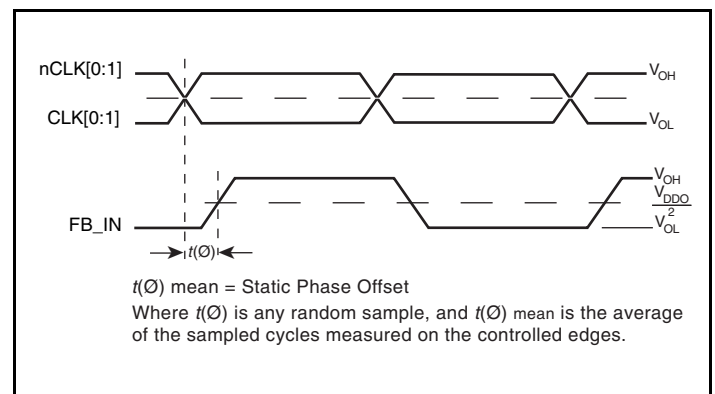 nCLK[0:1]
VOH
CLK[0:1]
VOL
VOH
VDDO
2
FB_IN
VOL
t(Ø)
t(Ø) mean = Static Phase Offset
Where t(Ø) is any random sample, and t(Ø) mean is the average
of the sampled cycles measured on the controlled edges.